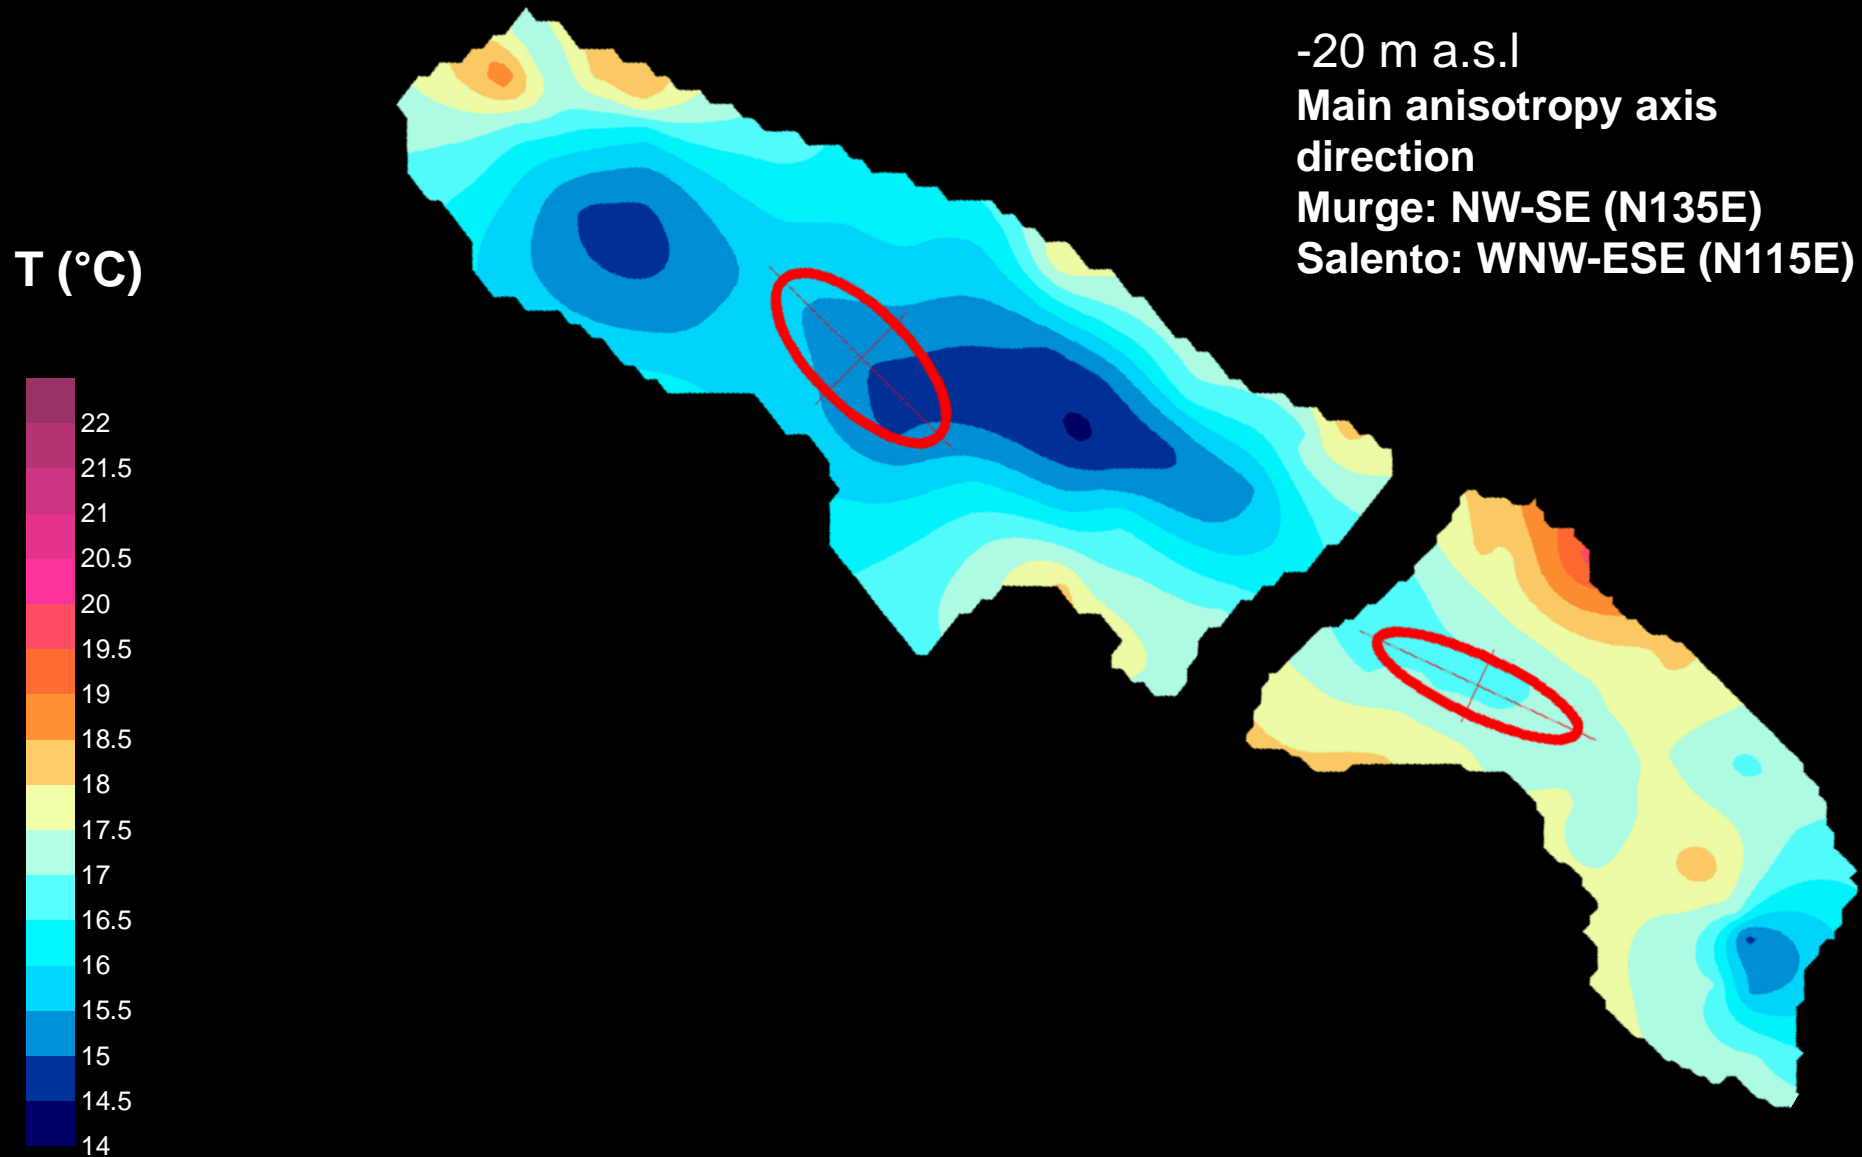 -20 m a.s.l
Main anisotropy axis
direction
Murge: NW-SE (N135E)
Salento: WNW-ESE (N115E)
T (°C)
22
21.5
21
20.5
20
19.5
19
18.5
18
17.5
17
16.5
16
15.5
15
14.5
14